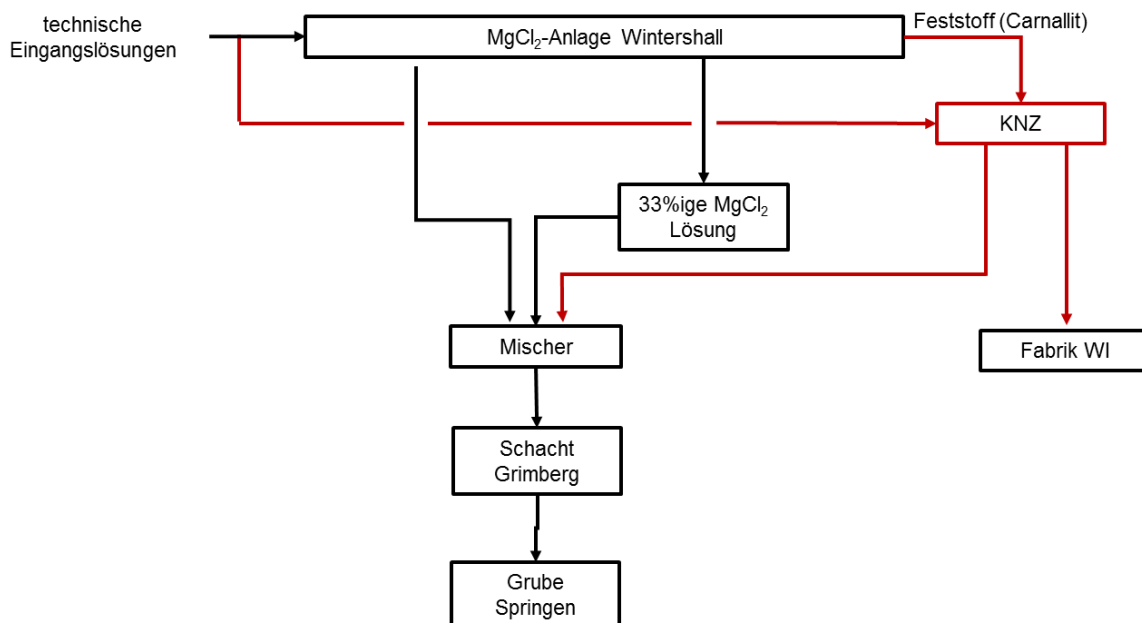 technische
Eingangslösungen
MgCl₂-Anlage Wintershall
Feststoff (Carnallit)
KNZ
33%ige MgCl₂
Lösung
Mischer
Fabrik WI
Schacht
Grimberg
Grube
Springen